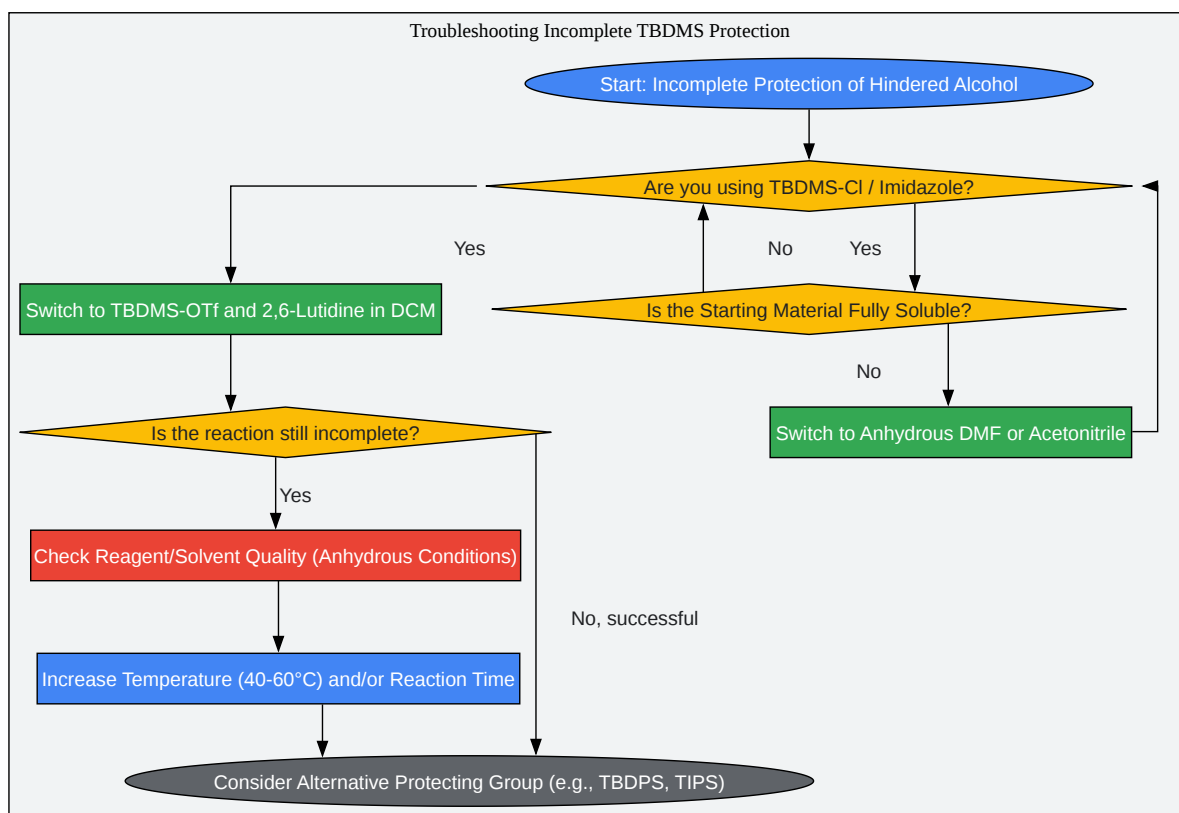 Troubleshooting Incomplete TBDMS Protection
Start: Incomplete Protection of Hindered Alcohol
Are you using TBDMS-Cl / Imidazole?
Yes
No
Yes
Switch to TBDMS-OTf and 2,6-Lutidine in DCM
Is the Starting Material Fully Soluble?
No
Is the reaction still incomplete?
Switch to Anhydrous DMF or Acetonitrile
Yes
Check Reagent/Solvent Quality (Anhydrous Conditions)
No, successful
Increase Temperature (40-60°C) and/or Reaction Time
Consider Alternative Protecting Group (e.g., TBDPS, TIPS)